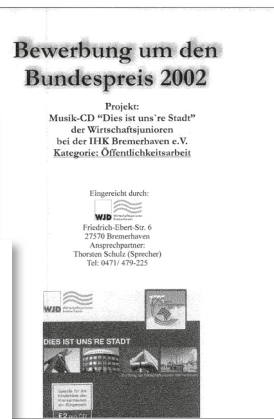 Bewerbung um den
Bundespreis 2002
Projekt:
Musik-CD "Dies ist uns're Stadt"
der Wirtschaftsjunioren
bei der IHK Bremerhaven e.V.
Kategorie: Öffentlichkeitsarbeit
Eingereicht durch:
WJD
Friedrich-Ebert-Str. 6
27570 Bremerhaven
Ansprechpartner:
Thorsten Schulz (Sprecher)
Tel: 0471/ 479-225
WJD
DIES IST UNS RE STADT